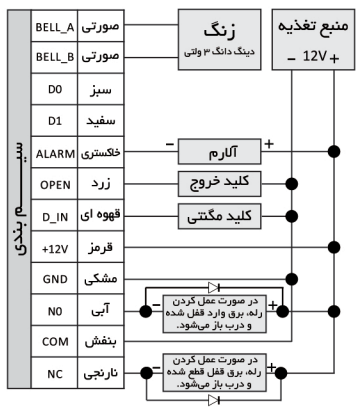 منبع تغذیه
− 12V +
زنگ
دینگ دانگ ۳ ولتی
سیم بندی
BELL_A صورتی
BELL_B صورتی
D0 سبز
D1 سفید
ALARM خاکستری
− آلارم +
OPEN زرد
کلید خروج
D_IN قهوه ای
کلید مگنتی
+12V قرمز
GND مشکی
N0 آبی
− در صورت عمل کردن +
رله، برق وارد قفل شده
و درب باز می‌شود.
COM بنفش
NC نارنجی
− در صورت عمل کردن +
رله، برق قفل قطع شده
و درب باز می‌شود.